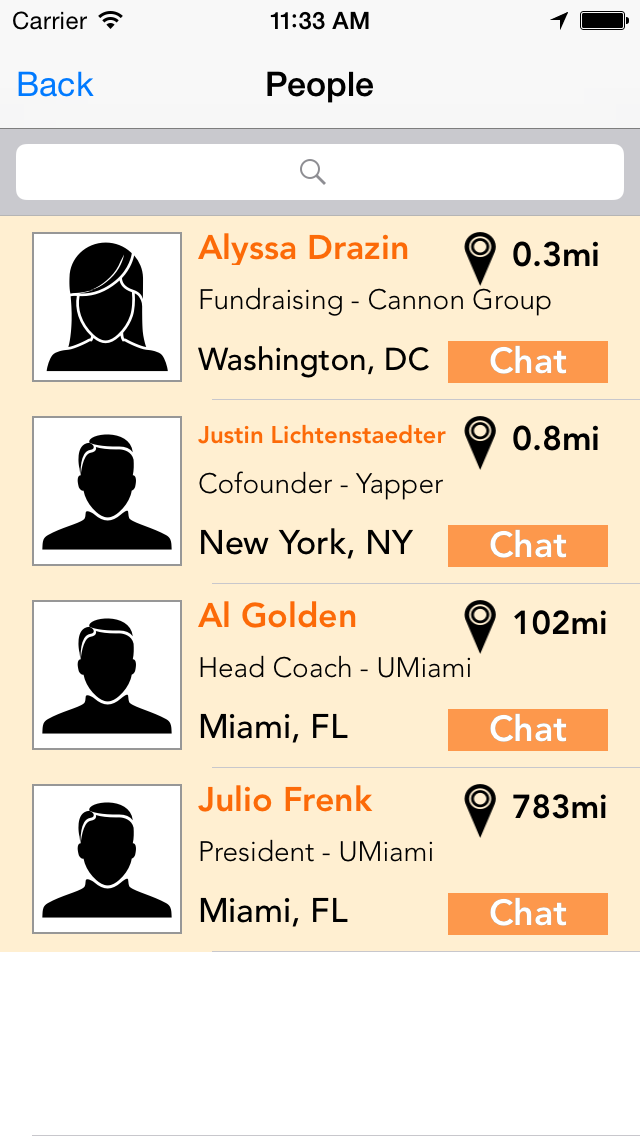 Carrier 11:33 AM
Back People
Alyssa Drazin 0.3mi
Fundraising - Cannon Group
Washington, DC Chat
Justin Lichtenstaedter 0.8mi
Cofounder - Yapper
New York, NY Chat
Al Golden 102mi
Head Coach - UMiami
Miami, FL Chat
Julio Frenk 783mi
President - UMiami
Miami, FL Chat